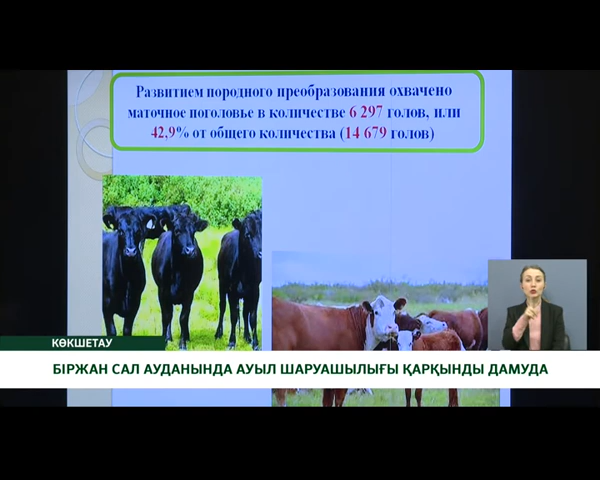 Развитием породного преобразования охвачено
маточное поголовье в количестве 6 297 голов, или
42,9% от общего количества (14 679 голов)
КӨКШЕТАУ
БІРЖАН САЛ АУДАНЫНДА АУЫЛ ШАРУАШЫЛЫҒЫ ҚАРҚЫНДЫ ДАМУДА